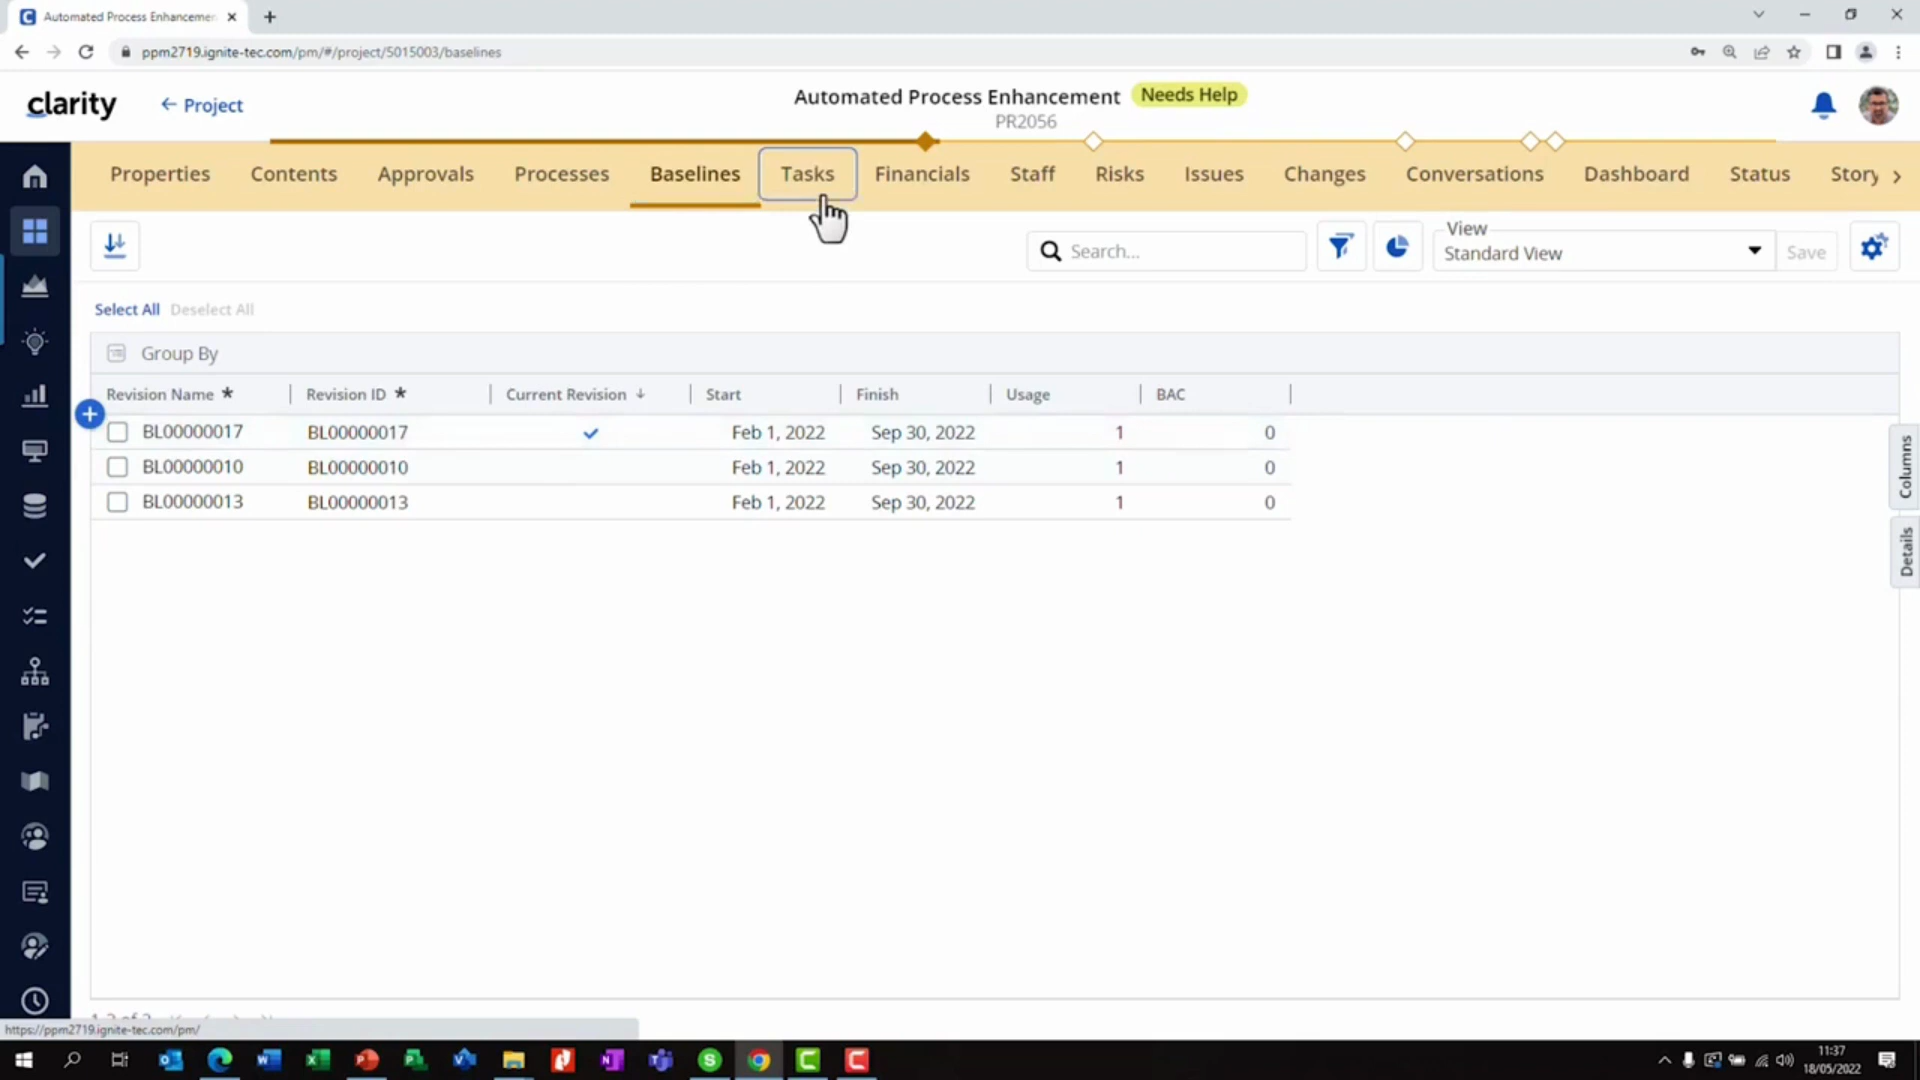 Automated Process Enhancemen
ppm2719.ignite-tec.com/pm/#/project/5015003/baselines
clarity
← Project
Automated Process Enhancement
Needs Help
PR2056
Properties
Contents
Approvals
Processes
Baselines
Tasks
Financials
Staff
Risks
Issues
Changes
Conversations
Dashboard
Status
Story
Search...
View
Standard View
Save
Select All
Deselect All
Group By
Revision Name *
Revision ID *
Current Revision ↓
Start
Finish
Usage
BAC
BL00000017 BL00000017 Feb 1, 2022 Sep 30, 2022 1 0
BL00000010 BL00000010 Feb 1, 2022 Sep 30, 2022 1 0
BL00000013 BL00000013 Feb 1, 2022 Sep 30, 2022 1 0
Columns
Details
https://ppm2719.ignite-tec.com/pm/
11:37
18/05/2022